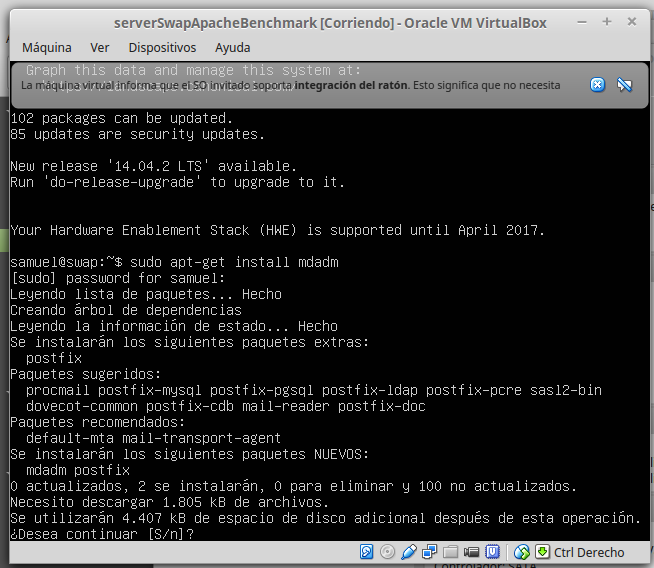 serverSwapApacheBenchmark [Corriendo] - Oracle VM VirtualBox
Máquina Ver Dispositivos Ayuda
Graph this data and manage this system at:
La máquina virtual informa que el SO invitado soporta integración del ratón. Esto significa que no necesita
102 packages can be updated.
85 updates are security updates.
New release '14.04.2 LTS' available.
Run 'do-release-upgrade' to upgrade to it.
Your Hardware Enablement Stack (HWE) is supported until April 2017.
samuel@swap:~$ sudo apt-get install mdadm
[sudo] password for samuel:
Leyendo lista de paquetes... Hecho
Creando árbol de dependencias
Leyendo la información de estado... Hecho
Se instalarán los siguientes paquetes extras:
postfix
Paquetes sugeridos:
procmail postfix-mysql postfix-pgsql postfix-ldap postfix-pcre sasl2-bin
dovecot-common postfix-cdb mail-reader postfix-doc
Paquetes recomendados:
default-mta mail-transport-agent
Se instalarán los siguientes paquetes NUEVOS:
mdadm postfix
0 actualizados, 2 se instalarán, 0 para eliminar y 100 no actualizados.
Necesito descargar 1.805 kB de archivos.
Se utilizarán 4.407 kB de espacio de disco adicional después de esta operación.
¿Desea continuar [S/n]?
Ctrl Derecho